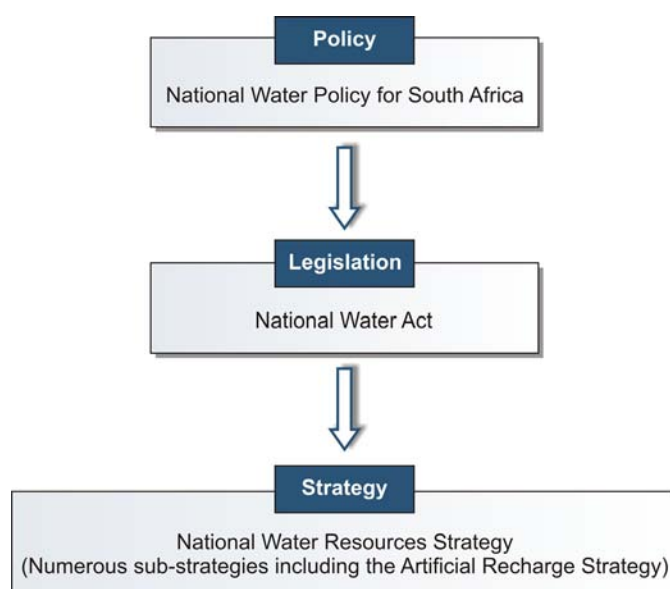 Policy
National Water Policy for South Africa
Legislation
National Water Act
Strategy
National Water Resources Strategy
(Numerous sub-strategies including the Artificial Recharge Strategy)